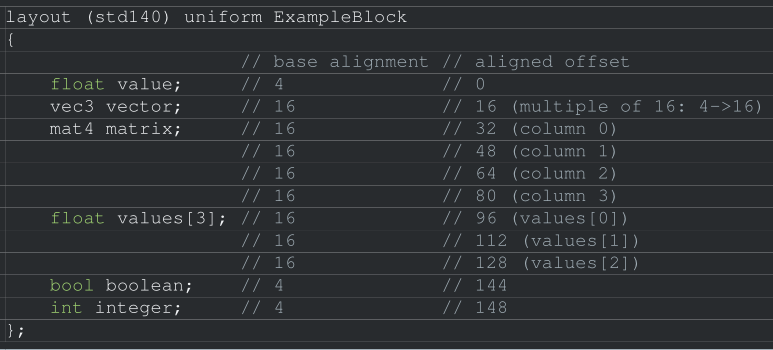 layout (std140) uniform ExampleBlock
{
                     // base alignment // aligned offset
    float value;     // 4              // 0
    vec3 vector;     // 16             // 16 (multiple of 16: 4->16)
    mat4 matrix;     // 16             // 32 (column 0)
                     // 16             // 48 (column 1)
                     // 16             // 64 (column 2)
                     // 16             // 80 (column 3)
    float values[3]; // 16             // 96 (values[0])
                     // 16             // 112 (values[1])
                     // 16             // 128 (values[2])
    bool boolean;    // 4              // 144
    int integer;     // 4              // 148
};